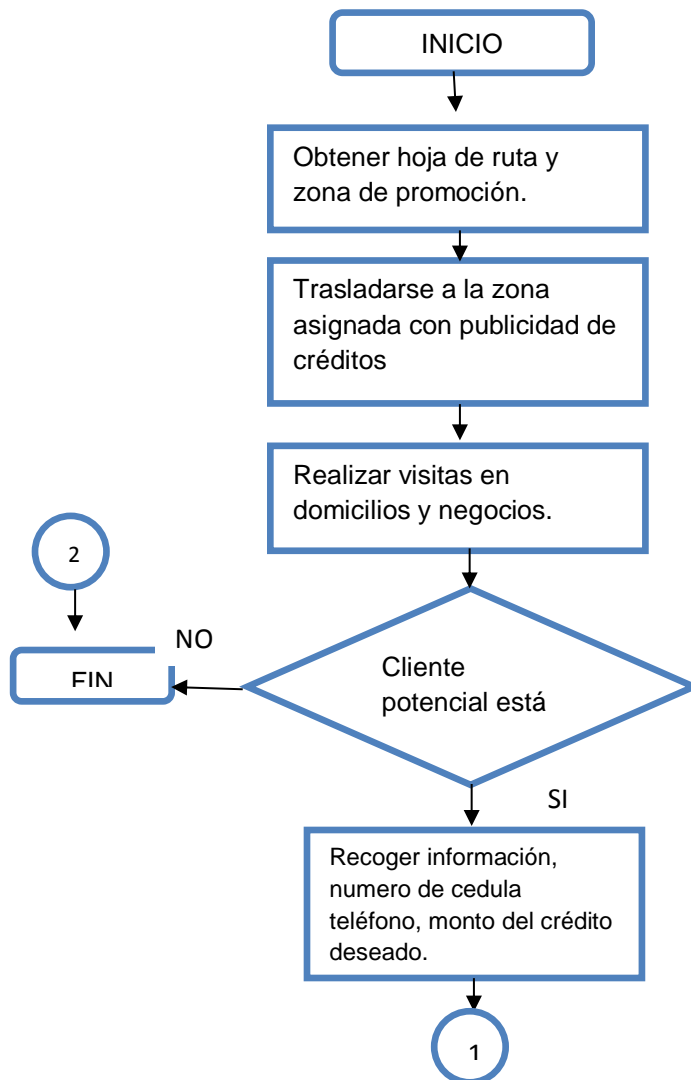 INICIO
Obtener hoja de ruta y
zona de promoción.
Trasladarse a la zona
asignada con publicidad de
créditos
Realizar visitas en
domicilios y negocios.
2
NO
FIN
Cliente
potencial está
SI
Recoger información,
numero de cedula
teléfono, monto del crédito
deseado.
1